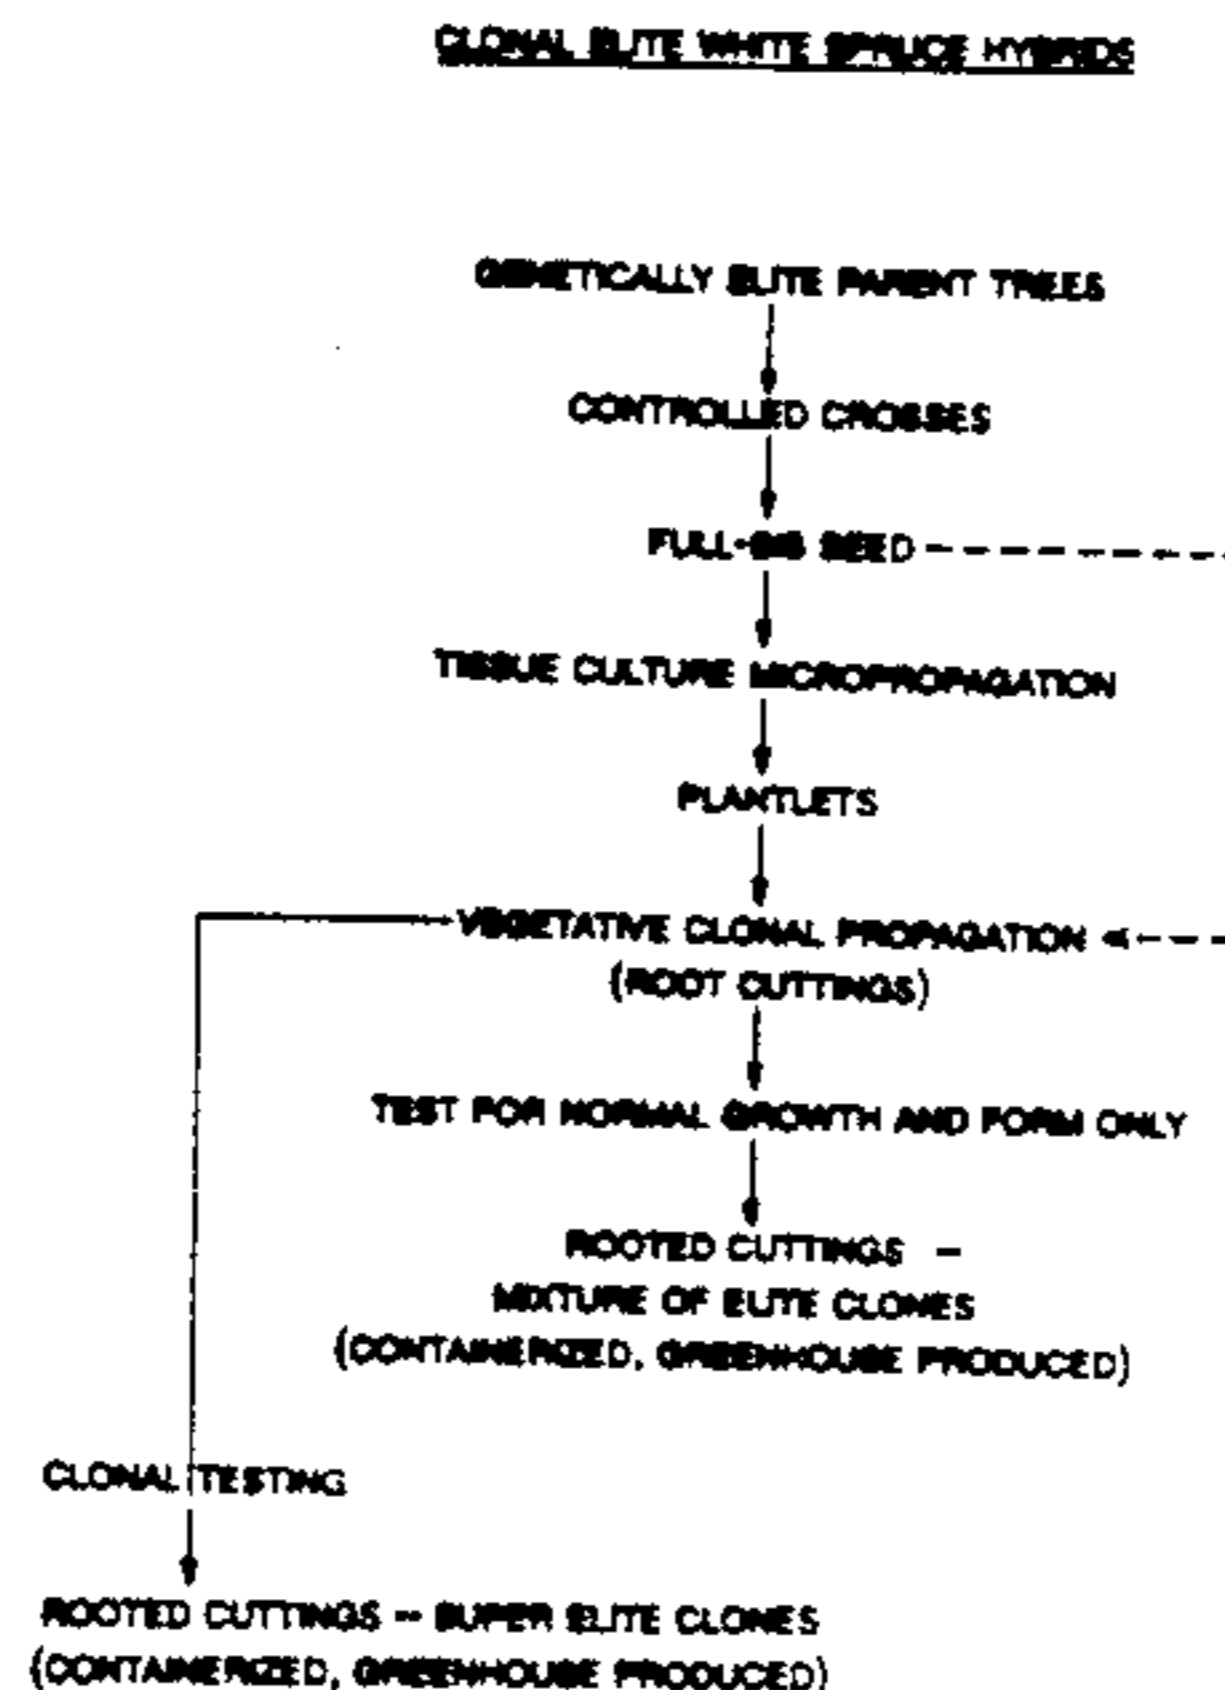 CLONAL ELITE WHITE SPRUCE HYBRIDS
GENETICALLY ELITE PARENT TREES
CONTROLLED CROSSES
FULL-SIB SEED
TISSUE CULTURE MICROPROPAGATION
PLANTLETS
VEGETATIVE CLONAL PROPAGATION
(ROOT CUTTINGS)
TEST FOR NORMAL GROWTH AND FORM ONLY
ROOTED CUTTINGS -
MIXTURE OF ELITE CLONES
(CONTAINERIZED, GREENHOUSE PRODUCED)
CLONAL TESTING
ROOTED CUTTINGS -- SUPER ELITE CLONES
(CONTAINERIZED, GREENHOUSE PRODUCED)